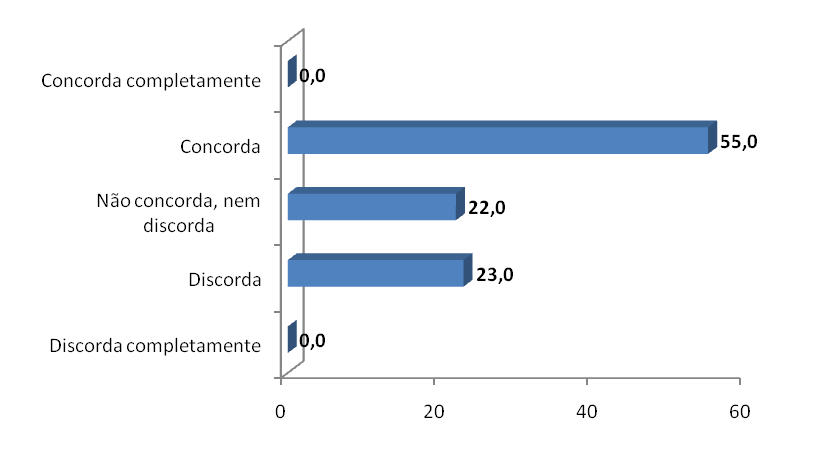 Concorda completamente 0,0
Concorda 55,0
Não concorda, nem
discorda 22,0
Discorda 23,0
Discorda completamente 0,0
0 20 40 60